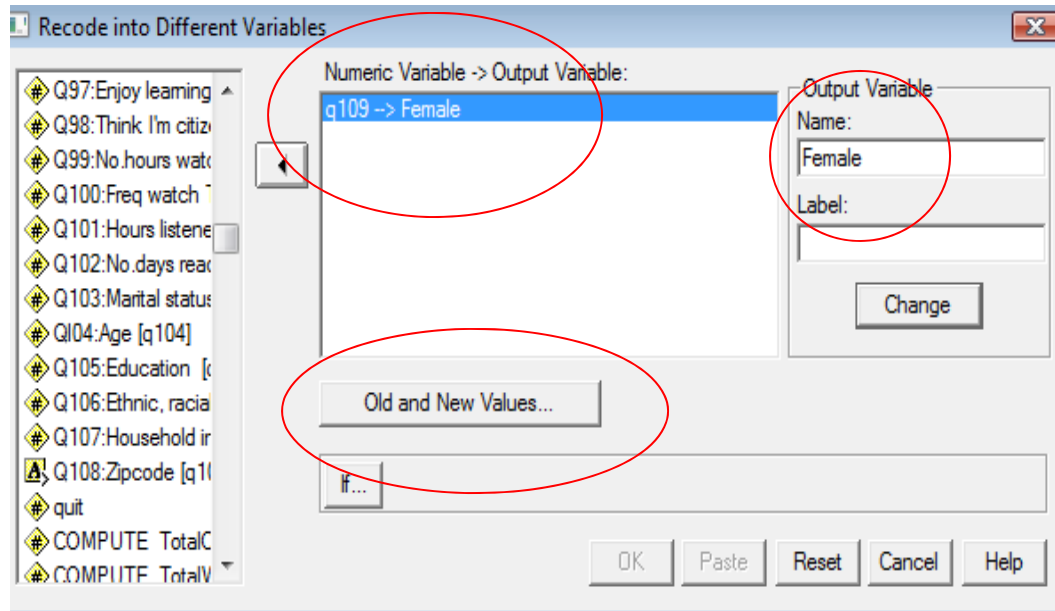 Recode into Different Variables
Q97:Enjoy learning
Q98:Think I'm citiz
Q99:No.hours watc
Q100:Freq watch
Q101:Hours listene
Q102:No.days read
Q103:Marital status
QI04:Age [q104]
Q105:Education [
Q106:Ethnic, racial
Q107:Household in
Q108:Zipcode [q10
quit
COMPUTE TotalC
COMPUTE TotalW
Numeric Variable -> Output Variable:
q109 --> Female
Old and New Values...
If...
Output Variable
Name:
Female
Label:
Change
OK
Paste
Reset
Cancel
Help